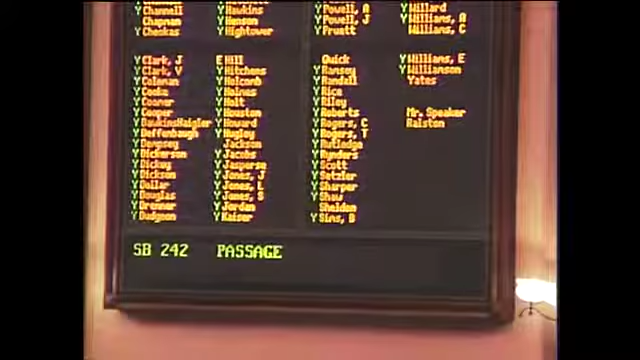 Y Channell
Chapman
Y Cheokas
Y Clark, J
Y Clark, V
Coleman
Y Cooke
Y Coomer
Y Cooper
Y DawkinsHaigler
Y Deffenbaugh
Y Dempsey
Y Dickerson
Y Dickey
Y Dickson
Y Dollar
Y Douglas
Y Drenner
Y Dudgeon
Y Hawkins
Y Henson
Y Hightower
E Hill
Y Hitchens
Y Holcomb
Y Holmes
Y Holt
Y Houston
Y Howard
Y Hugley
Jackson
Y Jacobs
Y Jasperse
Y Jones, J
Y Jones, L
Y Jones, S
Y Jordan
Y Kaiser
Y Powell, A
Y Powell, J
Y Pruett
Quick
Y Ramsey
Y Randall
Y Rice
Y Riley
Y Roberts
Y Rogers, C
Y Rogers, T
Y Rutledge
Y Rynders
Y Scott
Y Setzler
Y Sharper
Y Shaw
Sheldon
Y Sims, B
Y Willard
Y Williams, A
Williams, C
Y Williams, E
Y Williamson
Yates
Mr. Speaker
Ralston
SB 242 PASSAGE